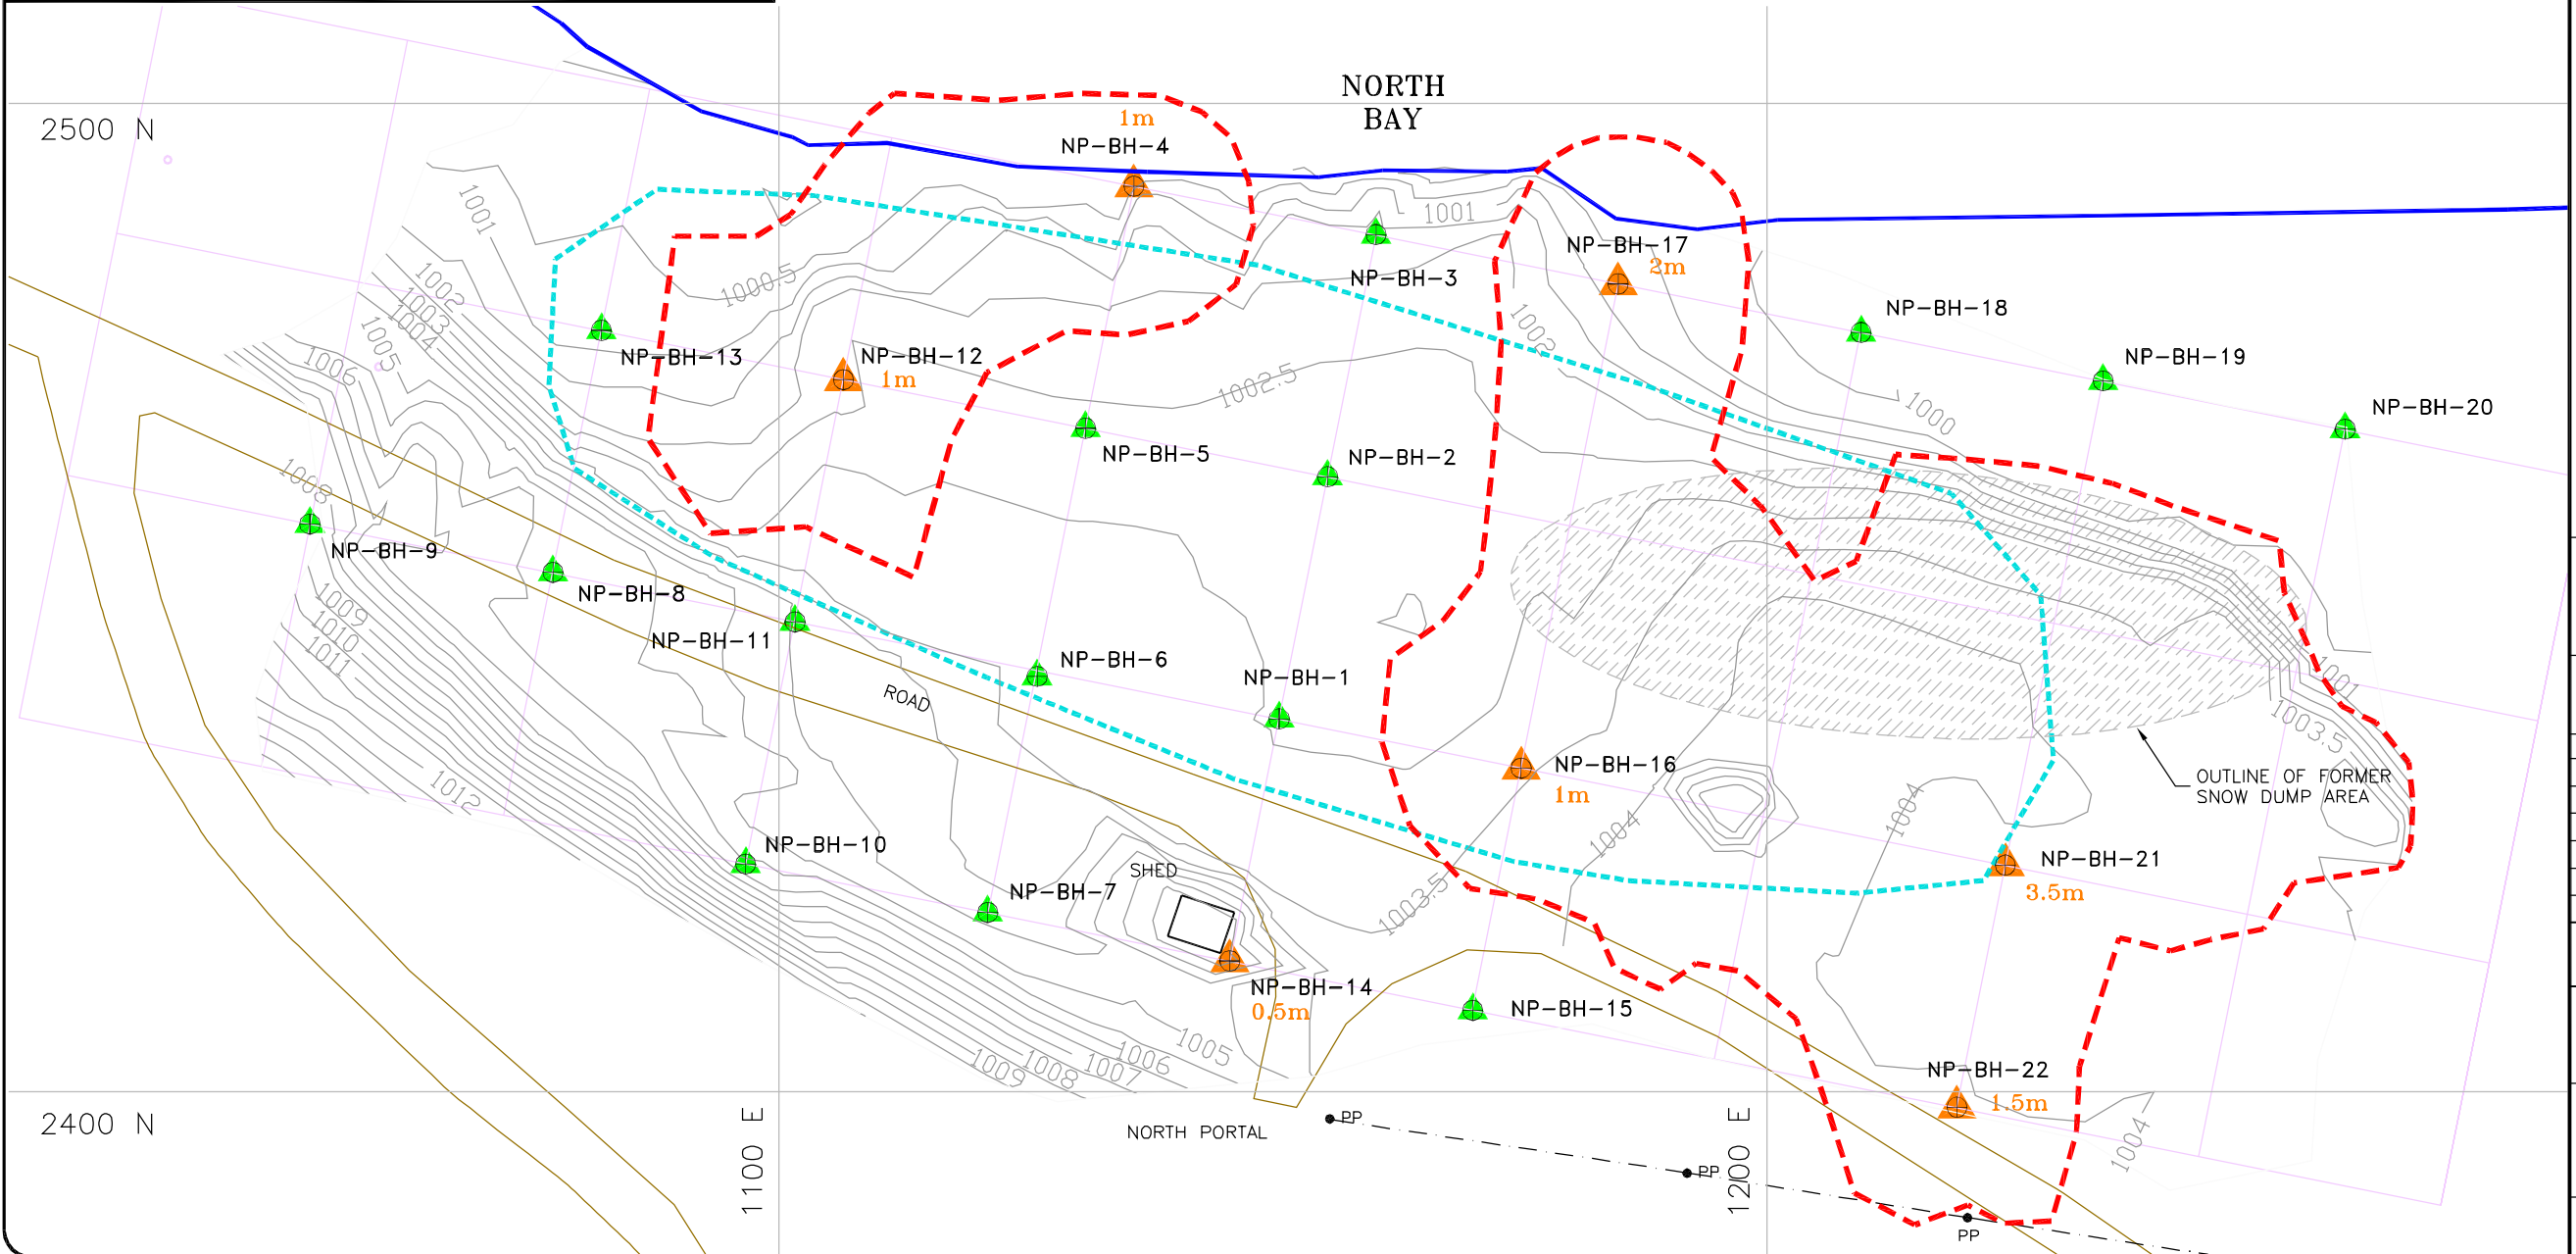 NORTH
BAY
2500 N
1m
NP-BH-4
1001
1001
NP-BH-17
2m
NP-BH-3
1000.5
1002
1003
1004
1005
1006
NP-BH-18
1002
NP-BH-19
NP-BH-13
NP-BH-12
1m
1002.5
1000
NP-BH-20
NP-BH-5
NP-BH-2
1008
NP-BH-9
NP-BH-8
1009
1010
1011
NP-BH-11
NP-BH-6
NP-BH-1
ROAD
1001
1003.5
NP-BH-16
1m
OUTLINE OF FORMER
SNOW DUMP AREA
1012
1004
1004
NP-BH-10
SHED
NP-BH-21
3.5m
NP-BH-7
1003.5
NP-BH-14
0.5m
NP-BH-15
1005
1006
1007
1008
1009
NP-BH-22
1.5m
2400 N
1100 E
NORTH PORTAL
PP
PP
1200 E
1004
PP